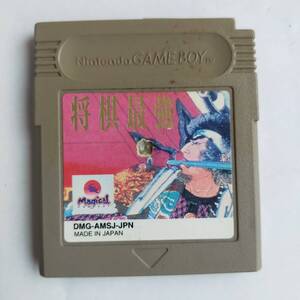 Nintendo GAME BOY
将棋最強
Magical
DMG-AMSJ-JPN
MADE IN JAPAN